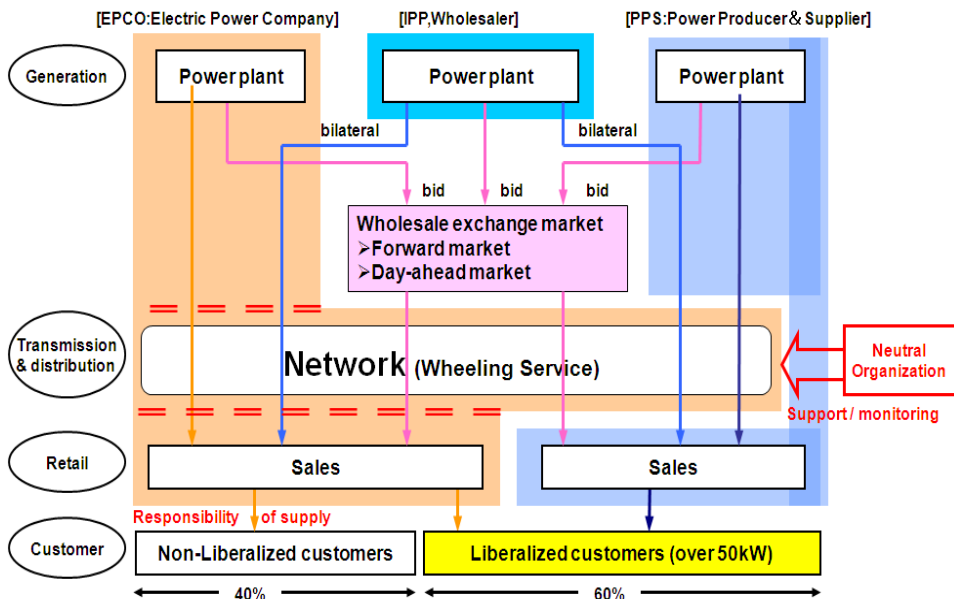 [EPCO:Electric Power Company]
[IPP,Wholesaler]
[PPS:Power Producer＆Supplier]
Generation
Power plant
Power plant
Power plant
bilateral
bilateral
bid
bid
bid
Wholesale exchange market
➢Forward market
➢Day-ahead market
Transmission
& distribution
Network (Wheeling Service)
Neutral
Organization
Support / monitoring
Retail
Sales
Sales
Responsibility of supply
Customer
Non-Liberalized customers
Liberalized customers (over 50kW)
40%
60%